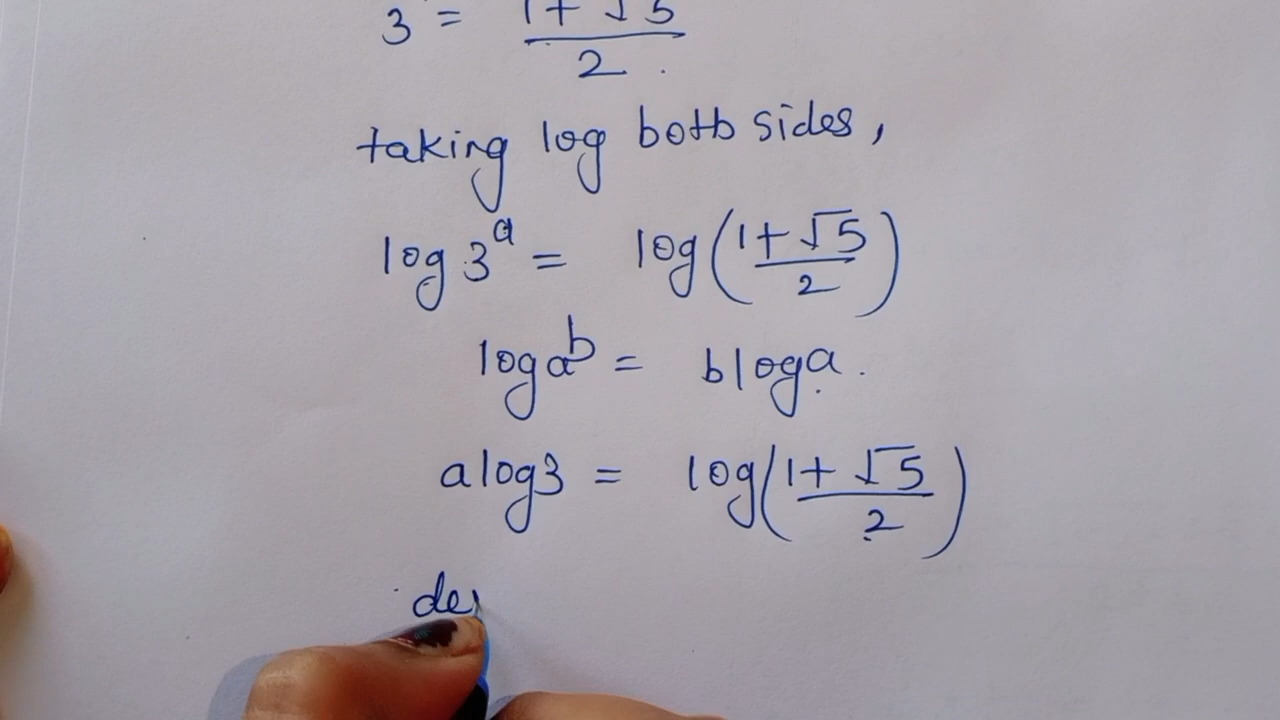 3 = 1+√5/2.
taking log both sides,
log 3^a = log(1+√5/2)
log a^b = b log a.
a log 3 = log(1+√5/2)